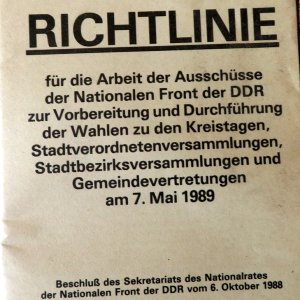 RICHTLINIE
für die Arbeit der Ausschüsse
der Nationalen Front der DDR
zur Vorbereitung und Durchführung
der Wahlen zu den Kreistagen,
Stadtverordnetenversammlungen,
Stadtbezirksversammlungen und
Gemeindevertretungen
am 7. Mai 1989
Beschluß des Sekretariats des Nationalrates
der Nationalen Front der DDR vom 6. Oktober 1988